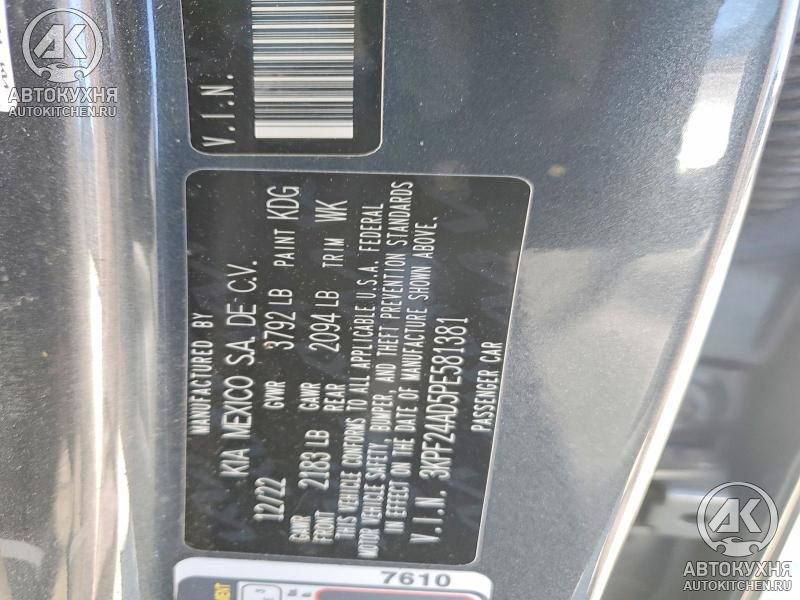 V.I.N.
MANUFACTURED BY
KIA MEXICO S.A. DE C.V.
12/22 GVWR 3792 LB PAINT KDG
GAWR FRONT 2183 LB GAWR REAR 2094 LB TRIM WK
THIS VEHICLE CONFORMS TO ALL APPLICABLE U.S.A. FEDERAL
MOTOR VEHICLE SAFETY, BUMPER, AND THEFT PREVENTION STANDARDS
IN EFFECT ON THE DATE OF MANUFACTURE SHOWN ABOVE.
V.I.N. 3KPF24AD5PE581381
PASSENGER CAR
7610
AK
АВТОКУХНЯ
AUTOKITCHEN.RU
AK
АВТОКУХНЯ
AUTOKITCHEN.RU